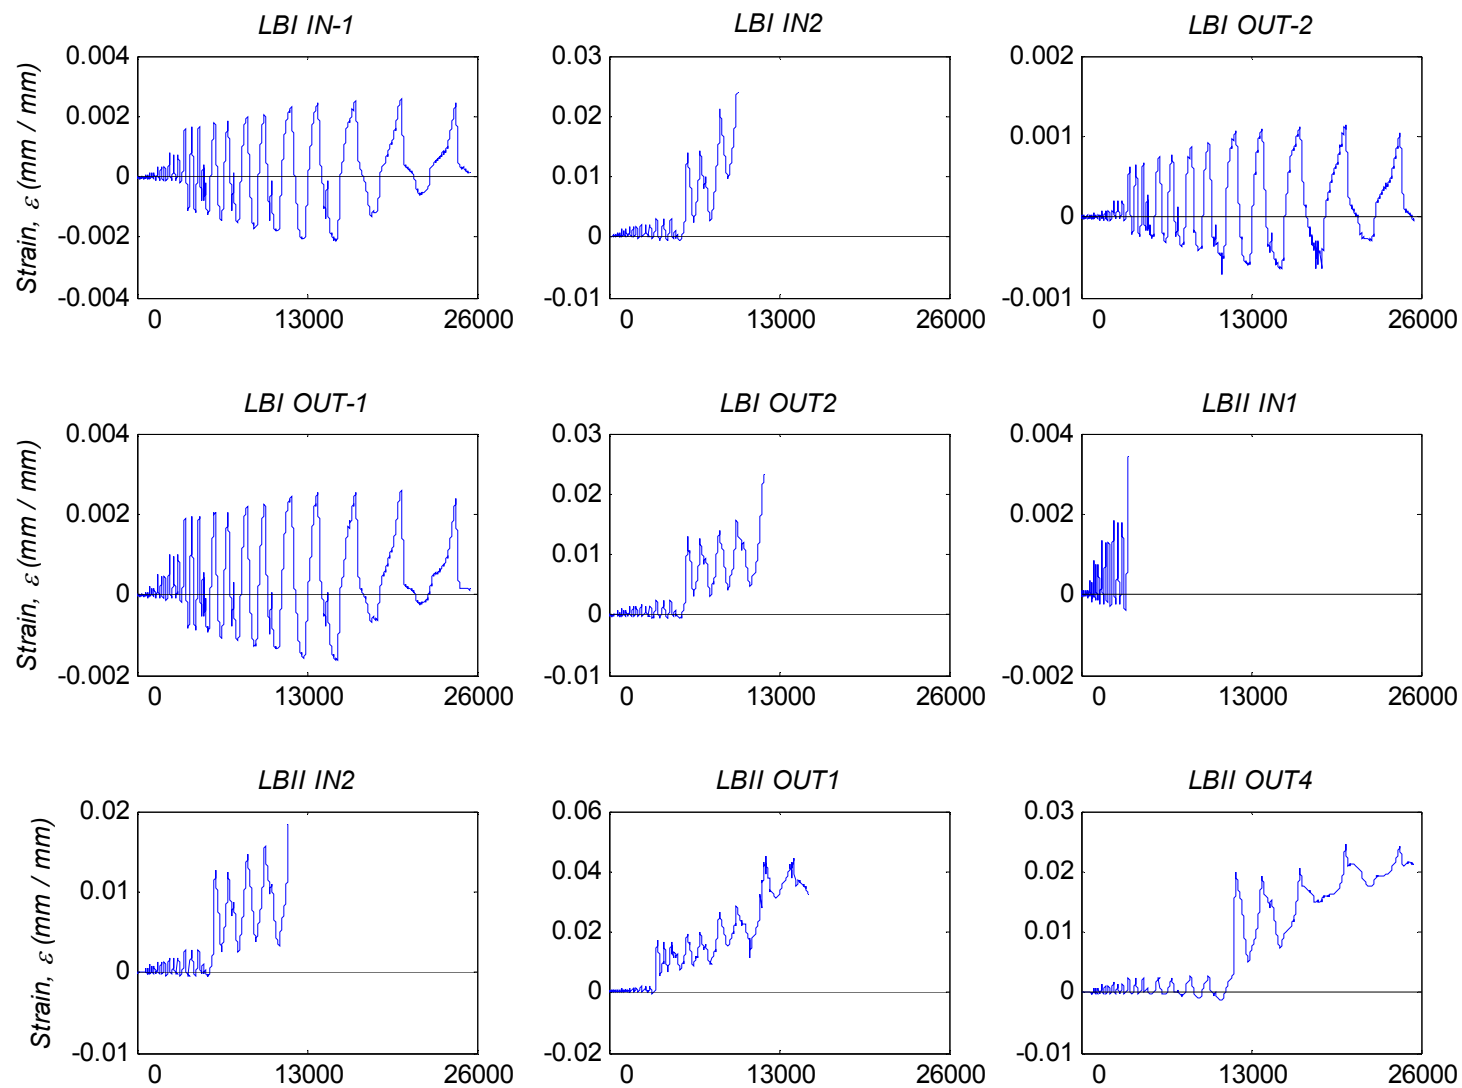 LBI IN-1
LBI IN2
LBI OUT-2
Strain, ε (mm / mm)
0.004
0.002
0
-0.002
-0.004
0 13000 26000
0.03
0.02
0.01
0
-0.01
0 13000 26000
0.002
0.001
0
-0.001
0 13000 26000
LBI OUT-1
LBI OUT2
LBII IN1
Strain, ε (mm / mm)
0.004
0.002
0
-0.002
0 13000 26000
0.03
0.02
0.01
0
-0.01
0 13000 26000
0.004
0.002
0
-0.002
0 13000 26000
LBII IN2
LBII OUT1
LBII OUT4
Strain, ε (mm / mm)
0.02
0.01
0
-0.01
0 13000 26000
0.06
0.04
0.02
0
-0.02
0 13000 26000
0.03
0.02
0.01
0
-0.01
0 13000 26000